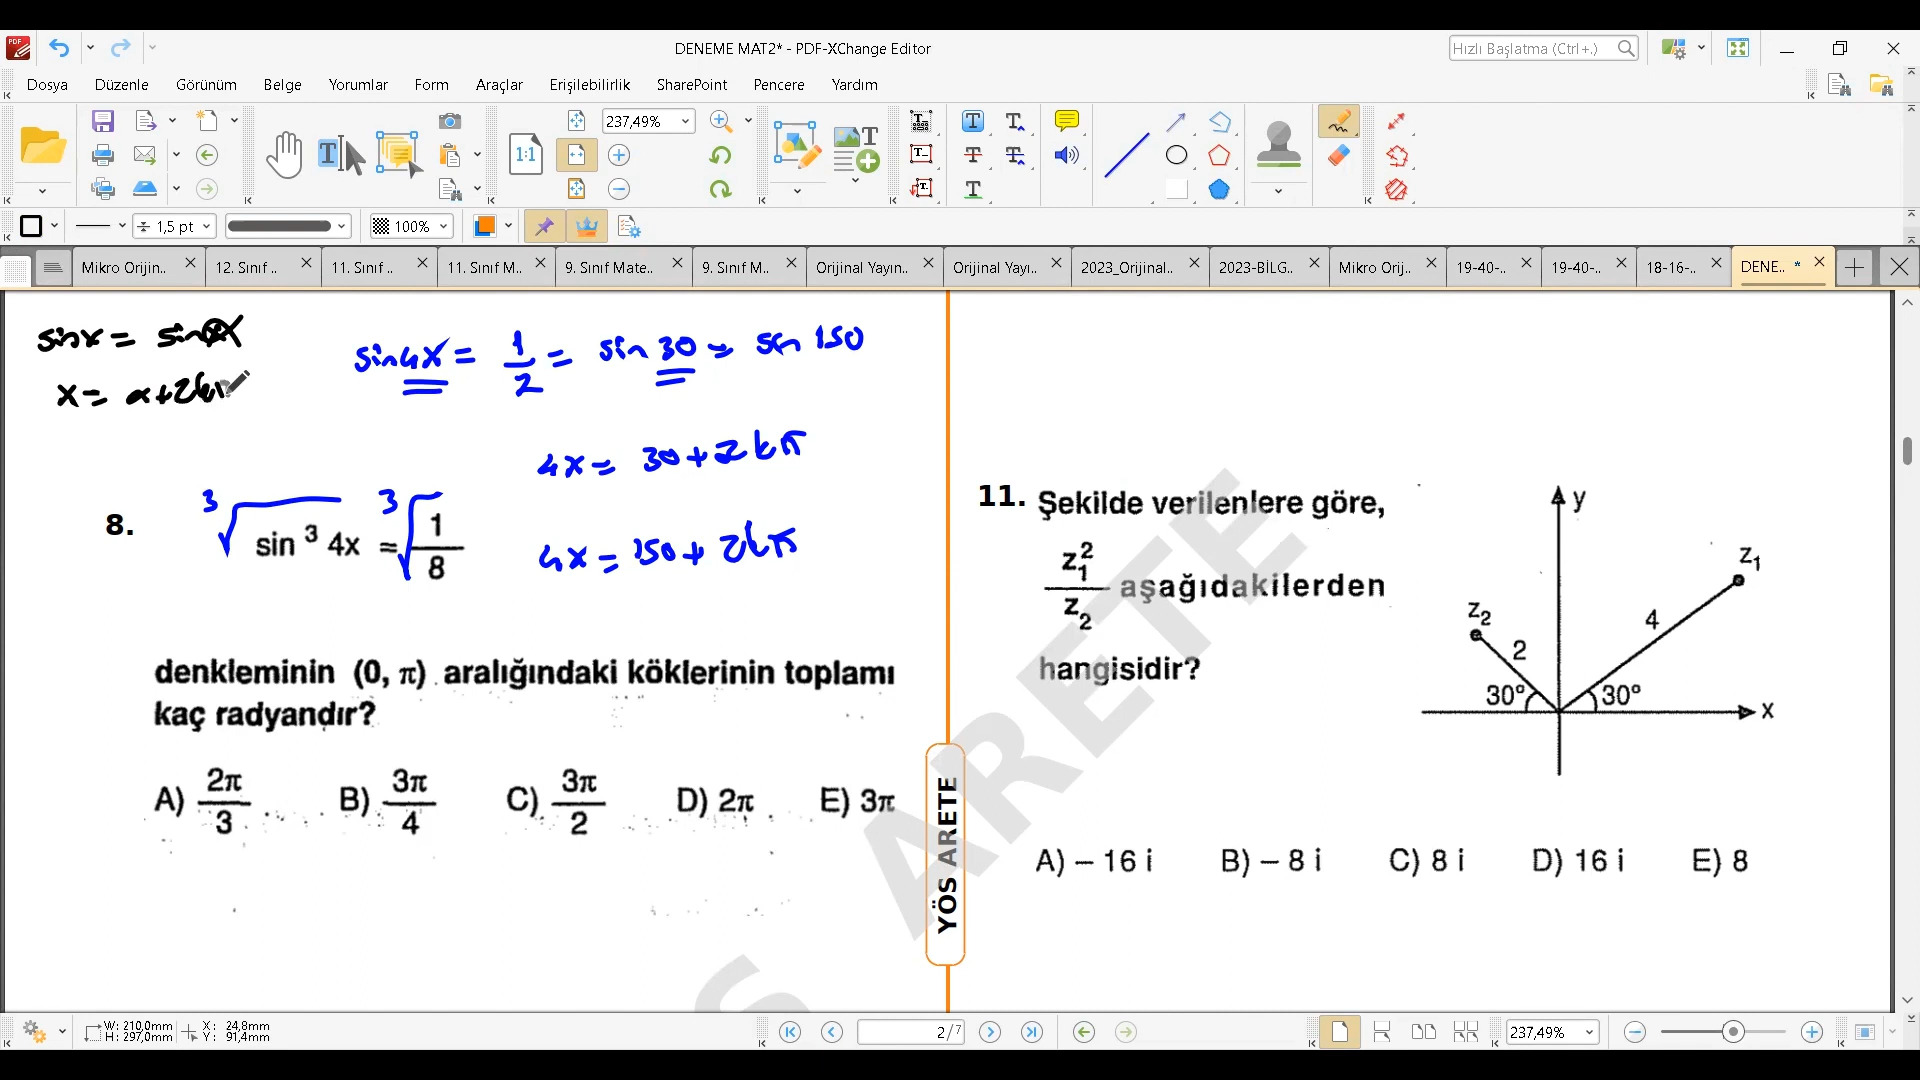 DENEME MAT2* - PDF-XChange Editor
Hızlı Başlatma (Ctrl+.)
Dosya Düzenle Görünüm Belge Yorumlar Form Araçlar Erişilebilirlik SharePoint Pencere Yardım
237,49%
1:1
1,5 pt
100%
Mikro Orijin..
12. Sınıf ..
11. Sınıf ..
11. Sınıf M..
9. Sınıf Mate..
9. Sınıf M..
Orijinal Yayın..
Orijinal Yayı..
2023_Orijinal..
2023-BİLG..
Mikro Orij..
19-40-..
19-40-..
18-16-..
DENE.. *
sinx =
x = α+2kπ
sin4x = 1/2 = sin 30 = sin 150
4x = 30+2kπ
4x = 150+2kπ
8. ∛sin³ 4x = ∛1/8
denkleminin (0, π) aralığındaki köklerinin toplamı
kaç radyandır?
A) 2π/3 B) 3π/4 C) 3π/2 D) 2π E) 3π
YÖS ARETE
11. Şekilde verilenlere göre,
z₁²/z₂ aşağıdakilerden
hangisidir?
y
z₁
4
z₂
2
30°
30°
x
A) – 16 i B) – 8 i C) 8 i D) 16 i E) 8
S ARETE
W: 210,0mm
H: 297,0mm
X: 24,8mm
Y: 91,4mm
2/7
237,49%